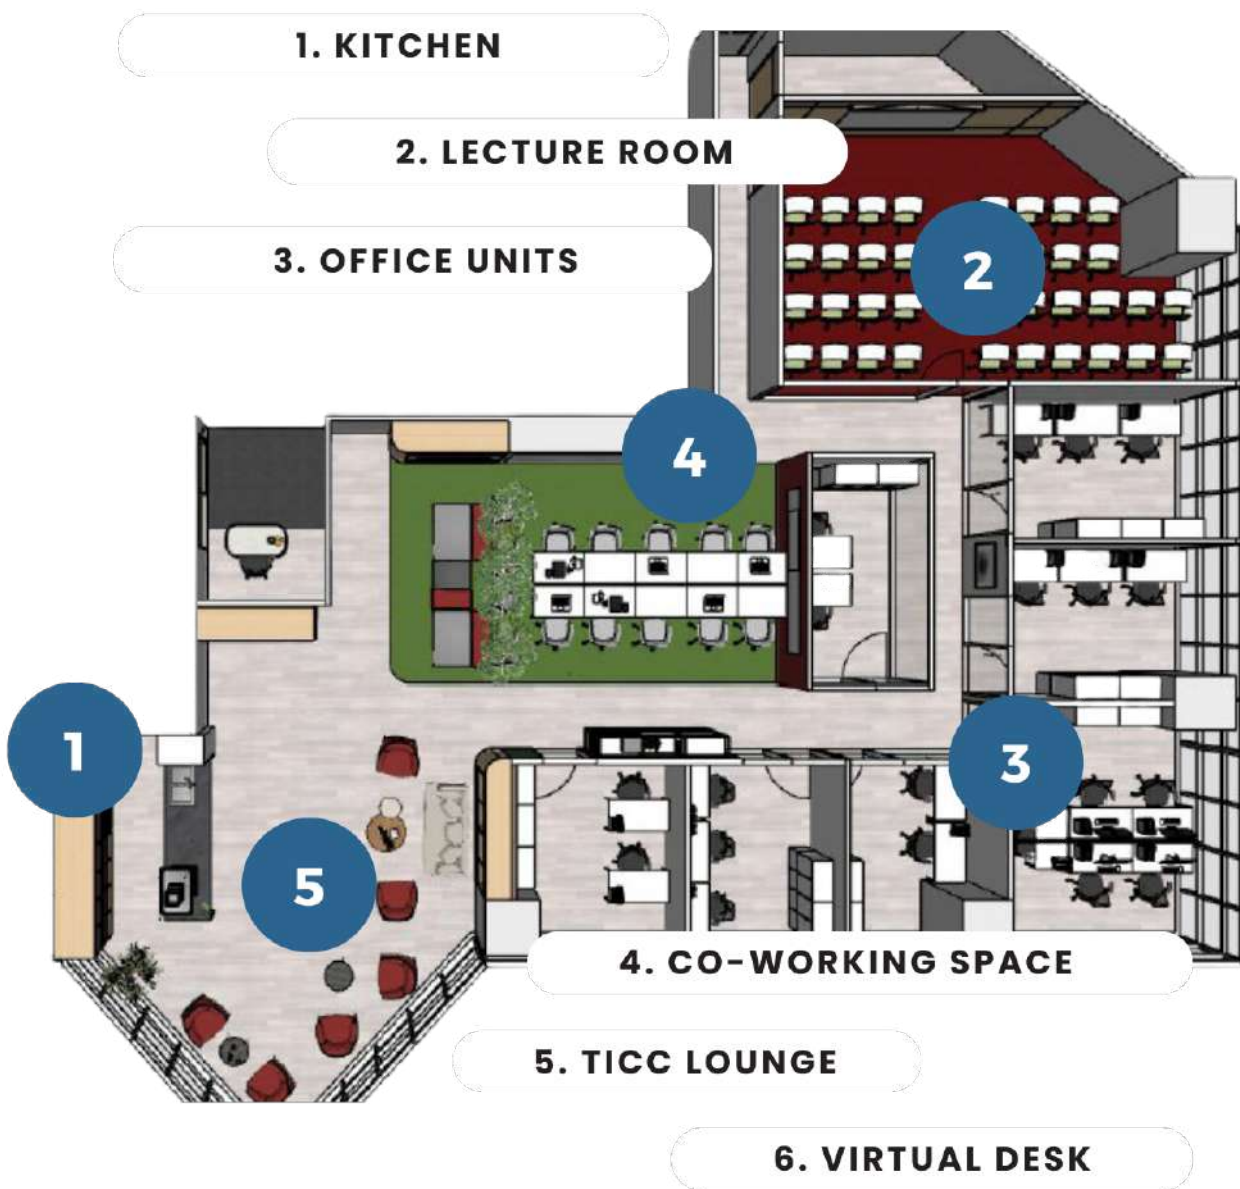 1. KITCHEN
2. LECTURE ROOM
3. OFFICE UNITS
2
4
1
3
5
4. CO-WORKING SPACE
5. TICC LOUNGE
6. VIRTUAL DESK